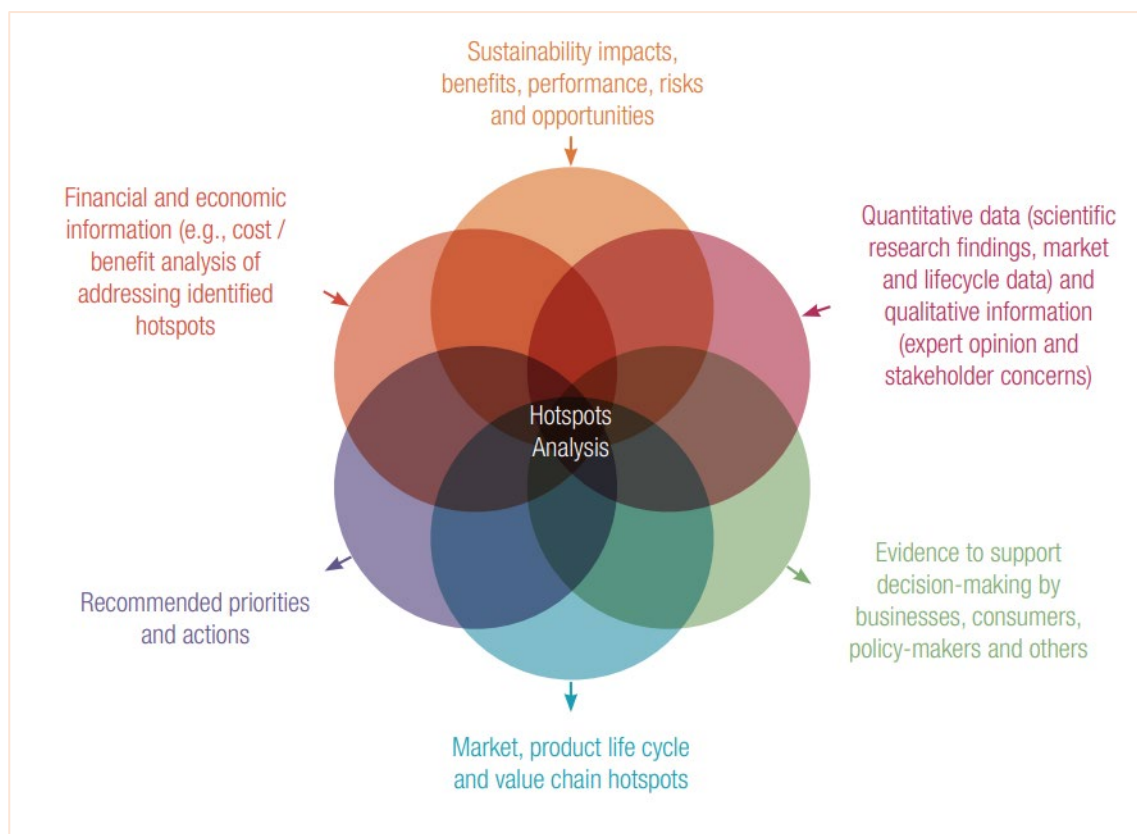 Sustainability impacts,
benefits, performance, risks
and opportunities
Financial and economic
information (e.g., cost /
benefit analysis of
addressing identified
hotspots
Quantitative data (scientific
research findings, market
and lifecycle data) and
qualitative information
(expert opinion and
stakeholder concerns)
Hotspots
Analysis
Recommended priorities
and actions
Evidence to support
decision-making by
businesses, consumers,
policy-makers and others
Market, product life cycle
and value chain hotspots